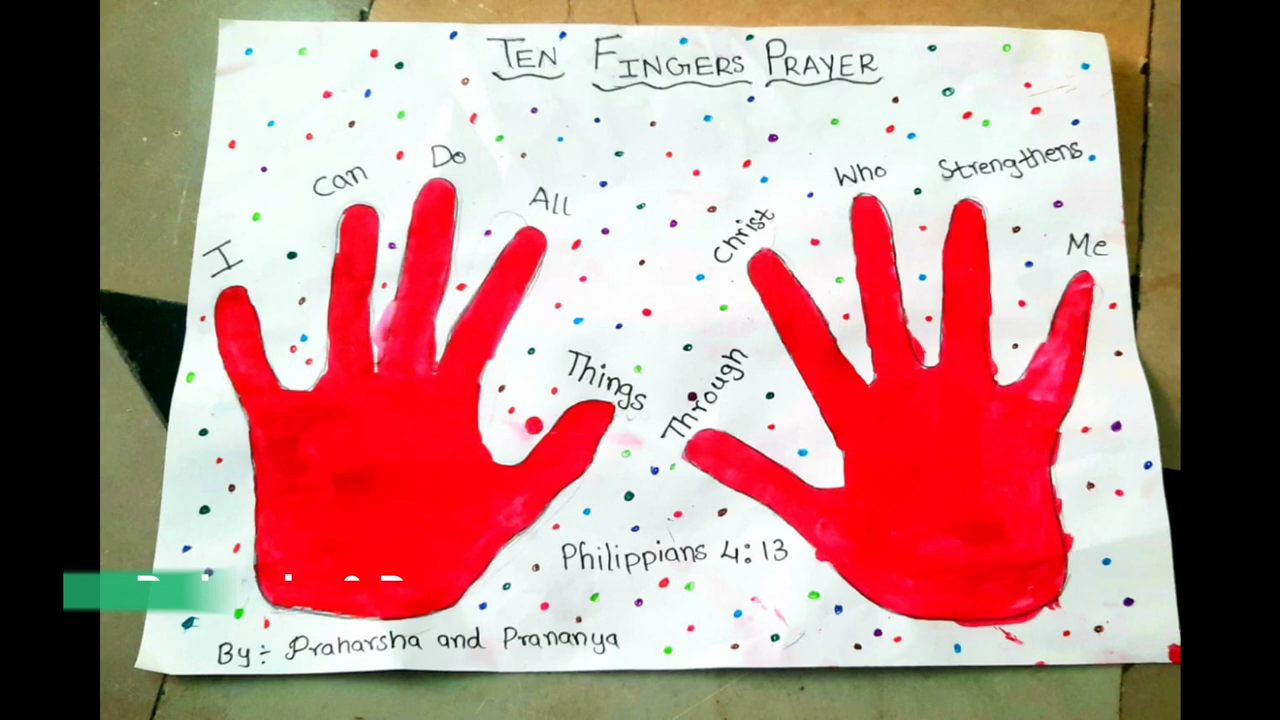 TEN FINGERS PRAYER
I Can Do All Things
Through Christ Who Strengthens Me
Philippians 4:13
By:- Praharsha and Prananya